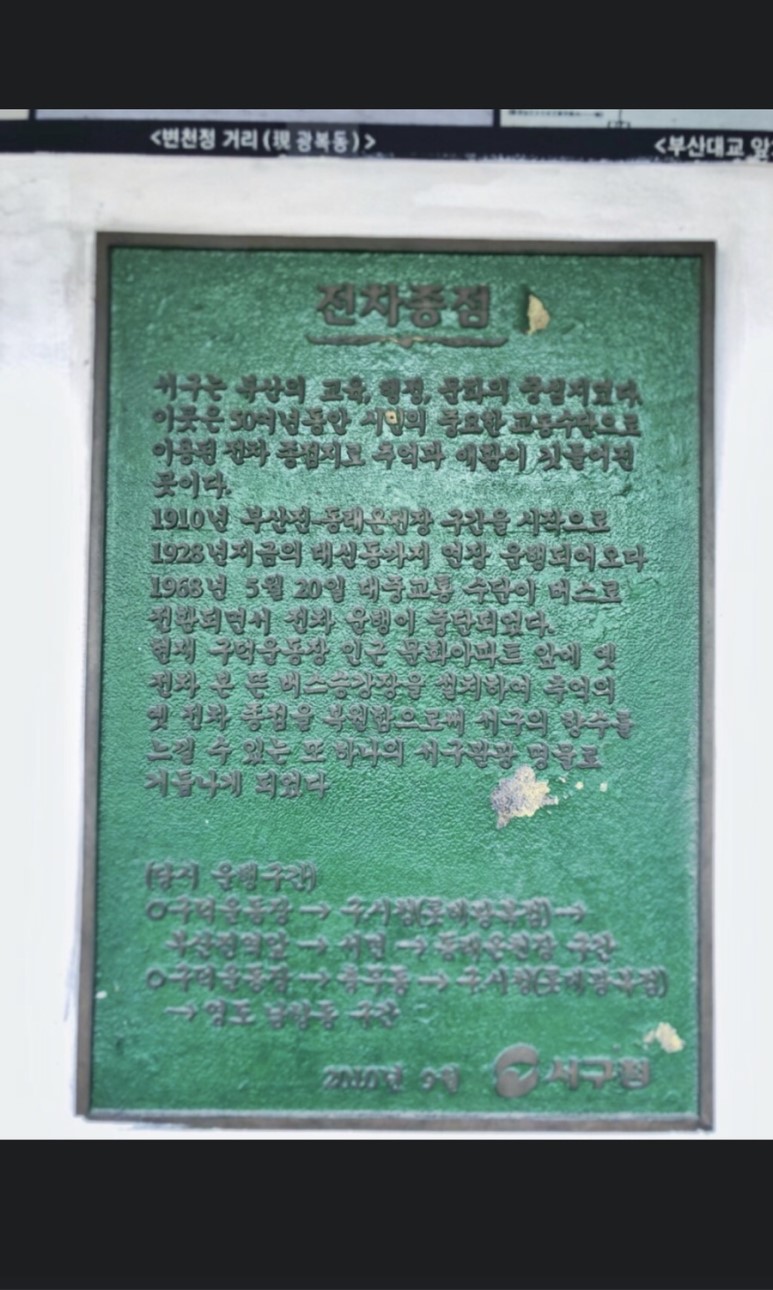 <변천정 거리(現 광복동)>
<부산대교 앞
전차종점
서구는 부산의 교육, 행정, 문화의 중심지였다.
이곳은 50여년동안 시민의 중요한 교통수단으로
이용된 전차 종점지로 추억과 애환이 깃들어진
곳이다.
1910년 부산진-동래온천장 구간을 시작으로
1928년지금의 대신동까지 연장 운행되어오다
1968년 5월 20일 대중교통 수단이 버스로
전환되면서 전차 운행이 중단되었다.
현재 구덕운동장 인근 문화아파트 앞에 옛
전차 본 뜬 버스승강장을 설치하여 추억의
옛 전차 종점을 복원함으로써 서구의 향수를
느낄 수 있는 또 하나의 서구관광 명물로
거듭나게 되었다
(당시 운행구간)
○구덕운동장 → 구시청(롯데광복점) →
부산진역앞 → 서면 → 동래온천장 구간
○구덕운동장 → 충무동 → 구시청(롯데광복점)
→ 영도 남항동 구간
2010년 9월 서구청